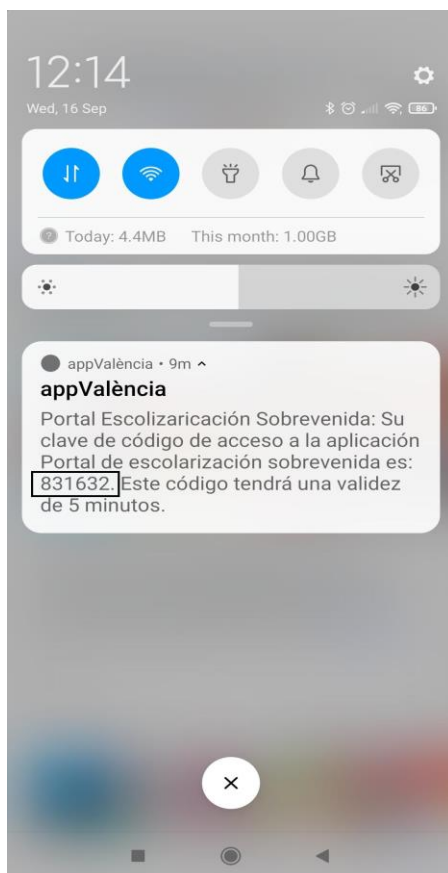 12:14
Wed, 16 Sep
86
Today: 4.4MB This month: 1.00GB
appValència • 9m
appValència
Portal Escolizaricación Sobrevenida: Su
clave de código de acceso a la aplicación
Portal de escolarización sobrevenida es:
831632. Este código tendrá una validez
de 5 minutos.